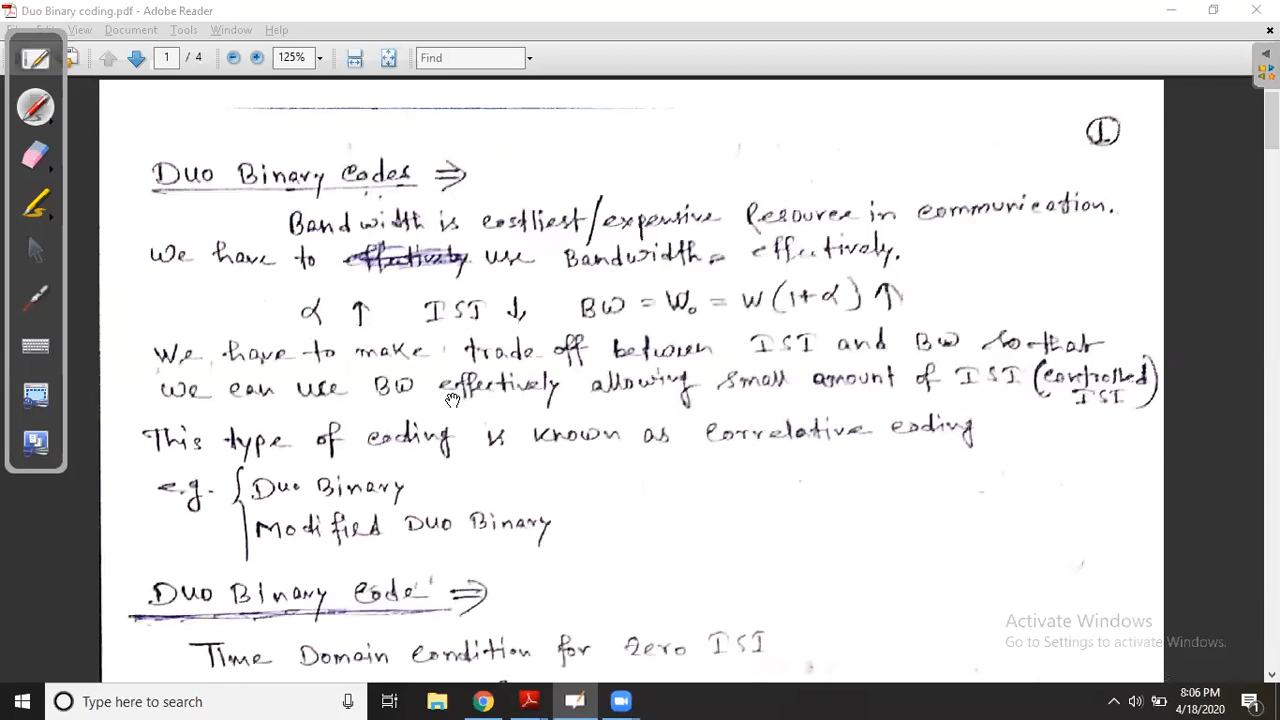 Duo Binary coding.pdf - Adobe Reader
View Document Tools Window Help
1 / 4 125% Find
1
Duo Binary Codes ⇒
Bandwidth is costliest/expensive Resource in communication.
We have to effectively use Bandwidth effectively.
α ↑ ISI ↓, BW = W₀ = W(1+α) ↑
We have to make trade off between ISI and BW so that
we can use BW effectively allowing small amount of ISI (controlled
ISI)
This type of coding is known as correlative coding
e.g. { Duo Binary
Modified Duo Binary
Duo Binary Code ⇒
Time Domain condition for zero ISI
Activate Windows
Go to Settings to activate Windows.
Type here to search
8:06 PM
4/18/2020